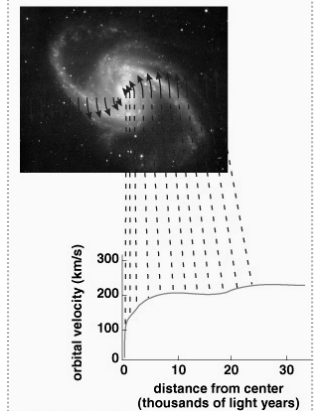 300
200
100
0
orbital velocity (km/s)
0 10 20 30
distance from center
(thousands of light years)